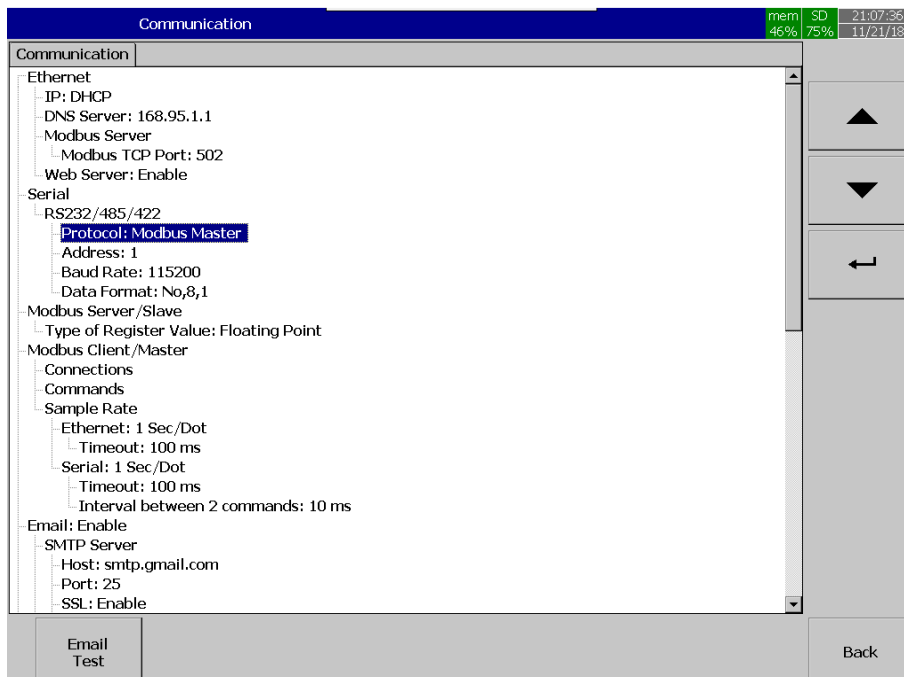 Communication
mem
46%
SD
75%
21:07:36
11/21/18
Communication
Ethernet
IP: DHCP
DNS Server: 168.95.1.1
Modbus Server
Modbus TCP Port: 502
Web Server: Enable
Serial
RS232/485/422
Protocol: Modbus Master
Address: 1
Baud Rate: 115200
Data Format: No,8,1
Modbus Server/Slave
Type of Register Value: Floating Point
Modbus Client/Master
Connections
Commands
Sample Rate
Ethernet: 1 Sec/Dot
Timeout: 100 ms
Serial: 1 Sec/Dot
Timeout: 100 ms
Interval between 2 commands: 10 ms
Email: Enable
SMTP Server
Host: smtp.gmail.com
Port: 25
SSL: Enable
Email
Test
Back